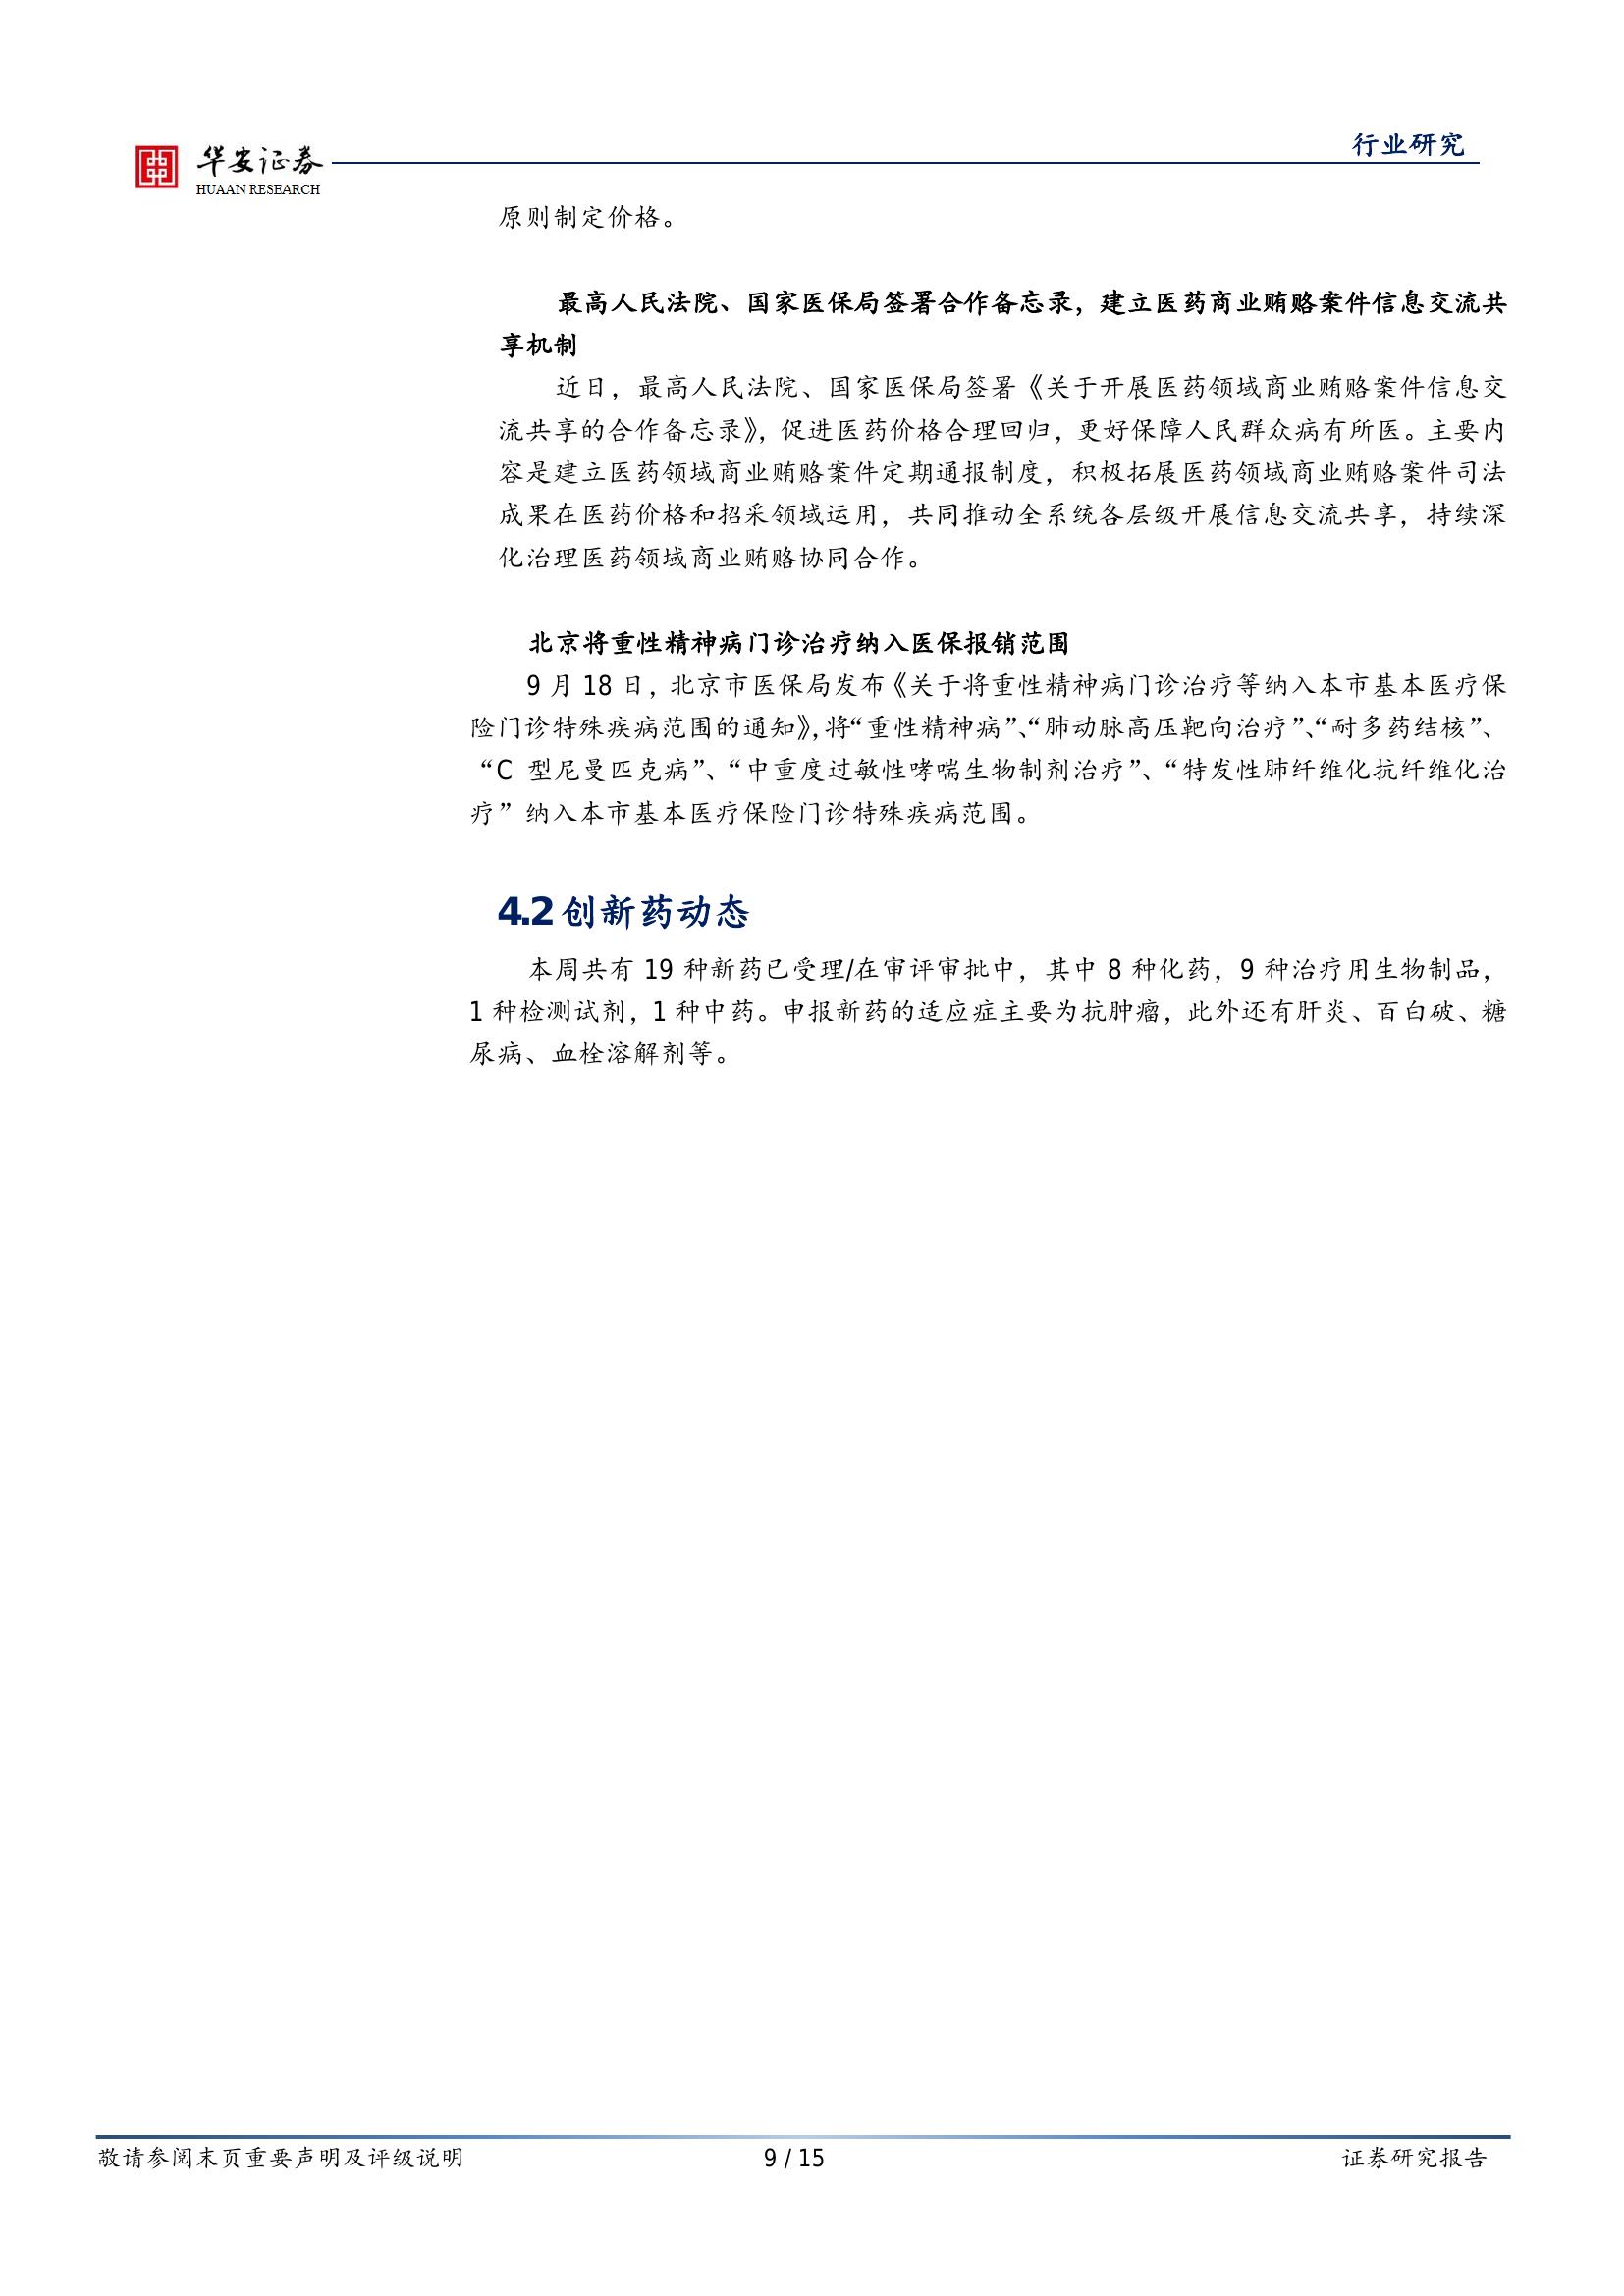 华安证券
HUAAN RESEARCH
行业研究
原则制定价格。
最高人民法院、国家医保局签署合作备忘录，建立医药商业贿赂案件信息交流共
享机制
近日，最高人民法院、国家医保局签署《关于开展医药领域商业贿赂案件信息交
流共享的合作备忘录》，促进医药价格合理回归，更好保障人民群众病有所医。主要内
容是建立医药领域商业贿赂案件定期通报制度，积极拓展医药领域商业贿赂案件司法
成果在医药价格和招采领域运用，共同推动全系统各层级开展信息交流共享，持续深
化治理医药领域商业贿赂协同合作。
北京将重性精神病门诊治疗纳入医保报销范围
9 月 18 日，北京市医保局发布《关于将重性精神病门诊治疗等纳入本市基本医疗保
险门诊特殊疾病范围的通知》，将“重性精神病”、“肺动脉高压靶向治疗”、“耐多药结核”、
“C 型尼曼匹克病”、“中重度过敏性哮喘生物制剂治疗”、“特发性肺纤维化抗纤维化治
疗”纳入本市基本医疗保险门诊特殊疾病范围。
4.2 创新药动态
本周共有 19 种新药已受理/在审评审批中，其中 8 种化药，9 种治疗用生物制品，
1 种检测试剂，1 种中药。申报新药的适应症主要为抗肿瘤，此外还有肝炎、百白破、糖
尿病、血栓溶解剂等。
敬请参阅末页重要声明及评级说明
9 / 15
证券研究报告